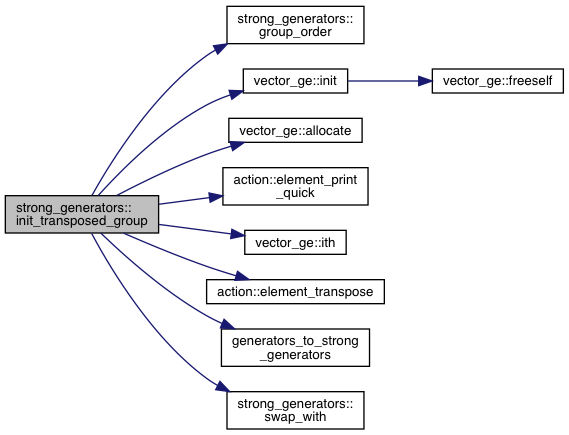 strong_generators::
init_transposed_group
strong_generators::
group_order
vector_ge::init
vector_ge::freeself
vector_ge::allocate
action::element_print
_quick
vector_ge::ith
action::element_transpose
generators_to_strong
_generators
strong_generators::
swap_with